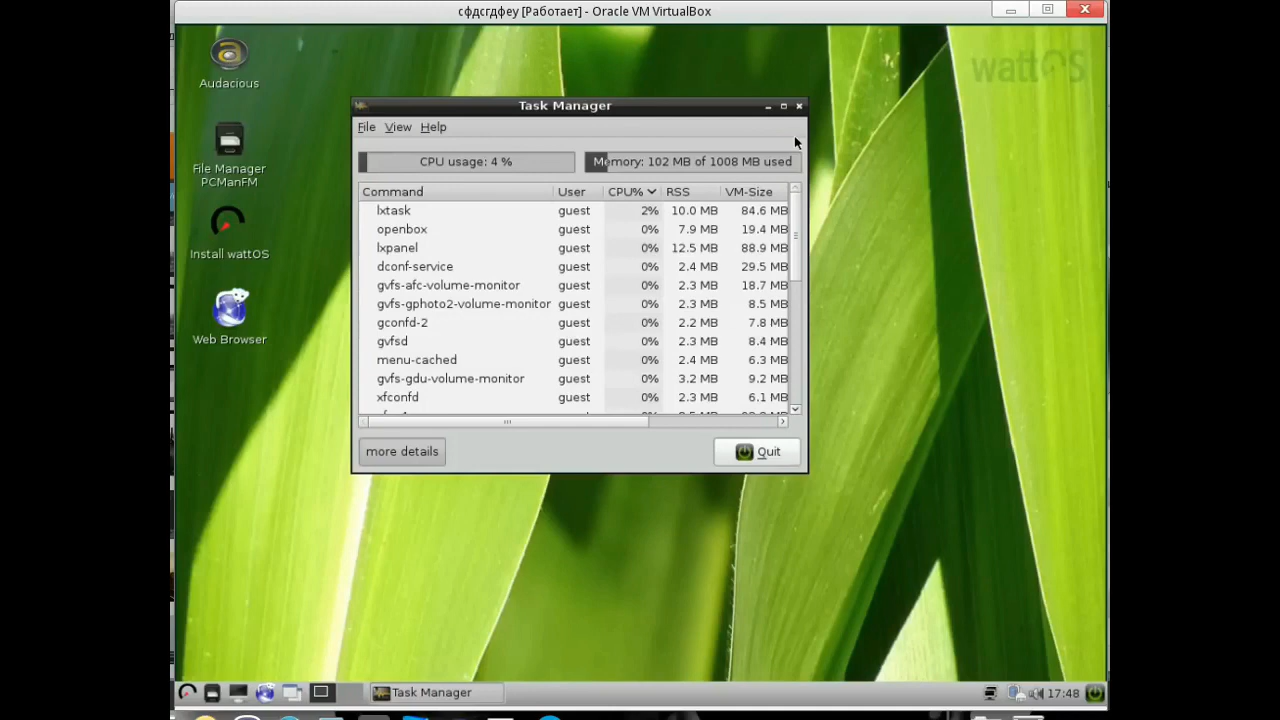 сфдсгдфеу [Работает] - Oracle VM VirtualBox
wattOS
Audacious
File Manager
PCManFM
Install wattOS
Web Browser
Task Manager
File View Help
CPU usage: 4 %
Memory: 102 MB of 1008 MB used
Command User CPU% RSS VM-Size
lxtask guest 2% 10.0 MB 84.6 MB
openbox guest 0% 7.9 MB 19.4 MB
lxpanel guest 0% 12.5 MB 88.9 MB
dconf-service guest 0% 2.4 MB 29.5 MB
gvfs-afc-volume-monitor guest 0% 2.3 MB 18.7 MB
gvfs-gphoto2-volume-monitor guest 0% 2.3 MB 8.5 MB
gconfd-2 guest 0% 2.2 MB 7.8 MB
gvfsd guest 0% 2.3 MB 8.4 MB
menu-cached guest 0% 2.4 MB 6.3 MB
gvfs-gdu-volume-monitor guest 0% 3.2 MB 9.2 MB
xfconfd guest 0% 2.3 MB 6.1 MB
more details
Quit
Task Manager
17:48